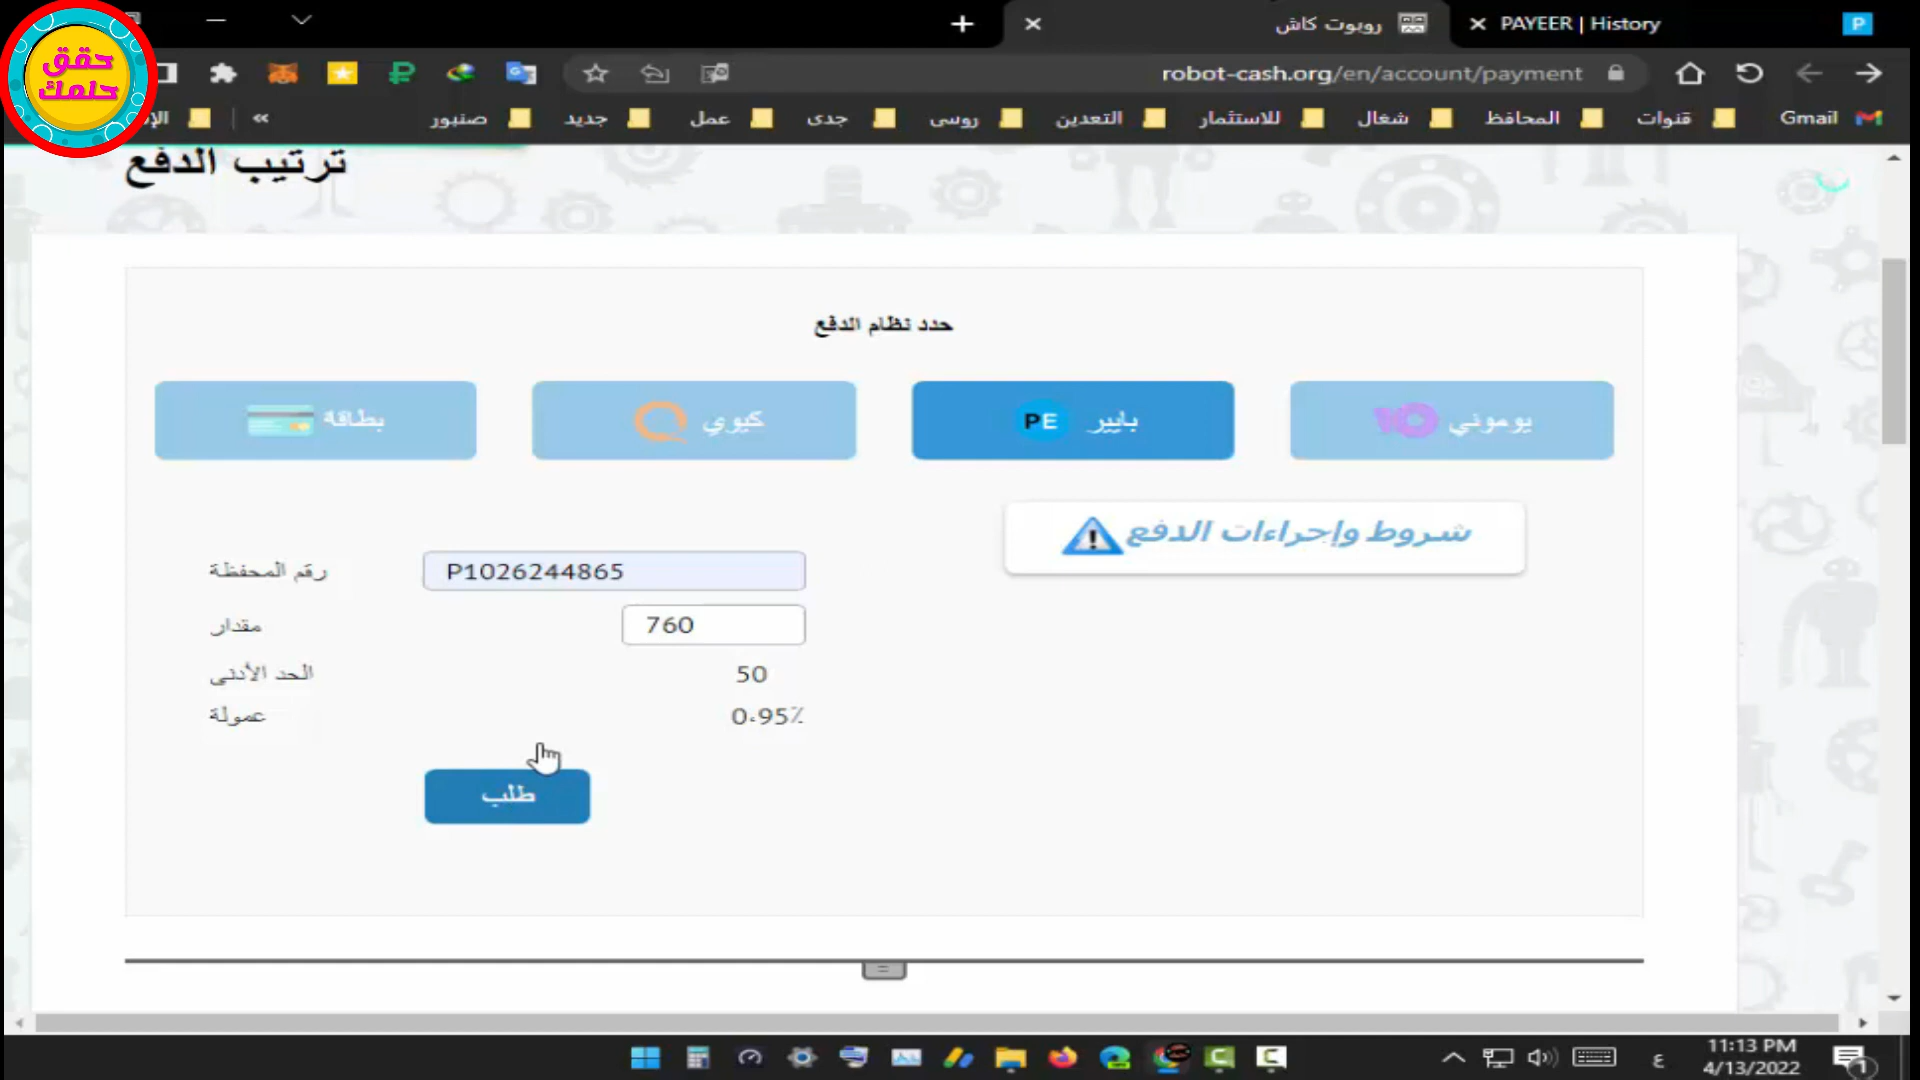 حقق
حلمك
روبوت كاش
PAYEER | History
P
robot-cash.org/en/account/payment
Gmail
قنوات
المحافظ
شغال
للاستثمار
التعدين
روسى
جدى
عمل
جديد
صنبور
»
ترتيب الدفع
حدد نظام الدفع
يوموني
بايير PE
كيوي
بطاقة
شروط وإجراءات الدفع
رقم المحفظة P1026244865
مقدار 760
الحد الأدنى 50
عمولة 0.95٪
طلب
ع
11:13 PM
4/13/2022
1